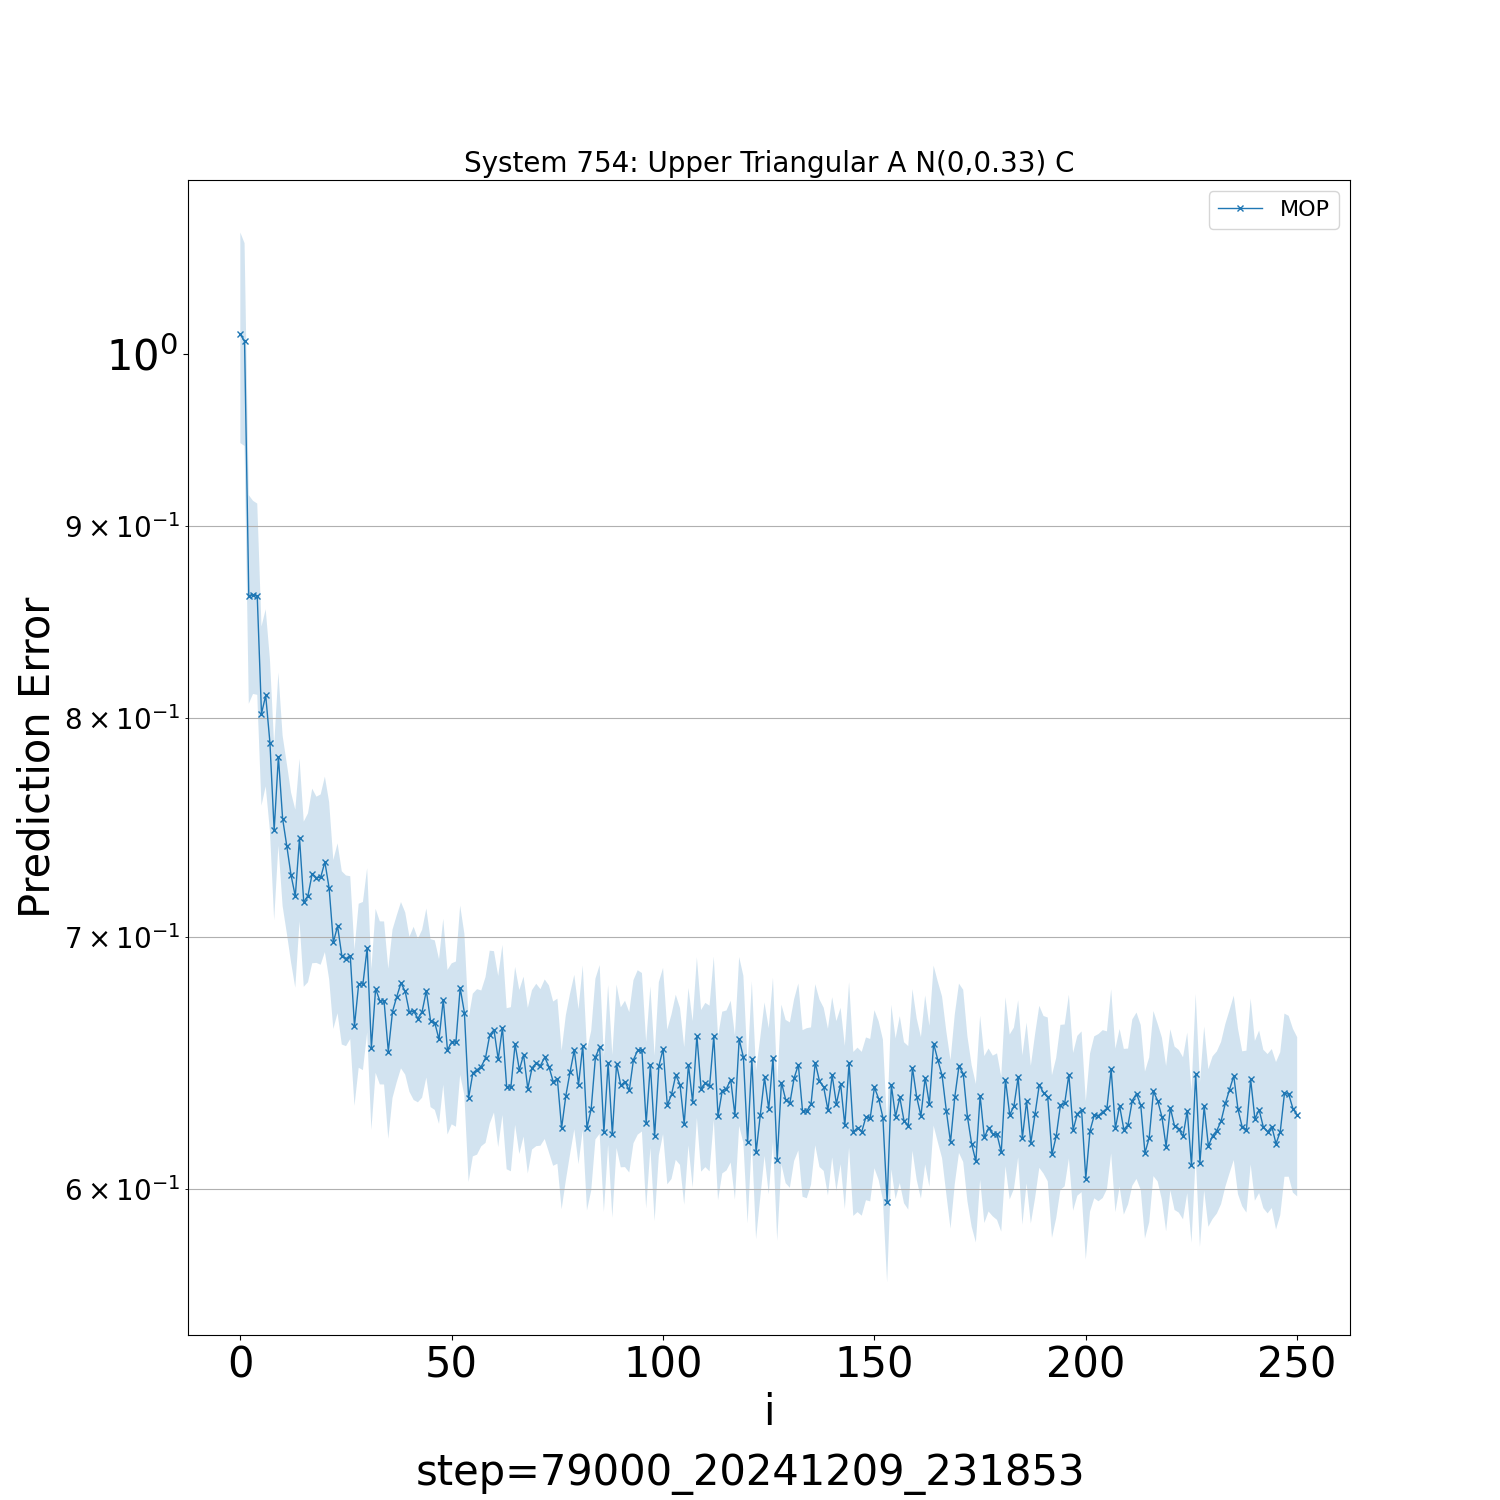 System 754: Upper Triangular A N(0,0.33) C
MOP
10⁰
9 × 10⁻¹
8 × 10⁻¹
7 × 10⁻¹
6 × 10⁻¹
Prediction Error
0 50 100 150 200 250
i
step=79000_20241209_231853